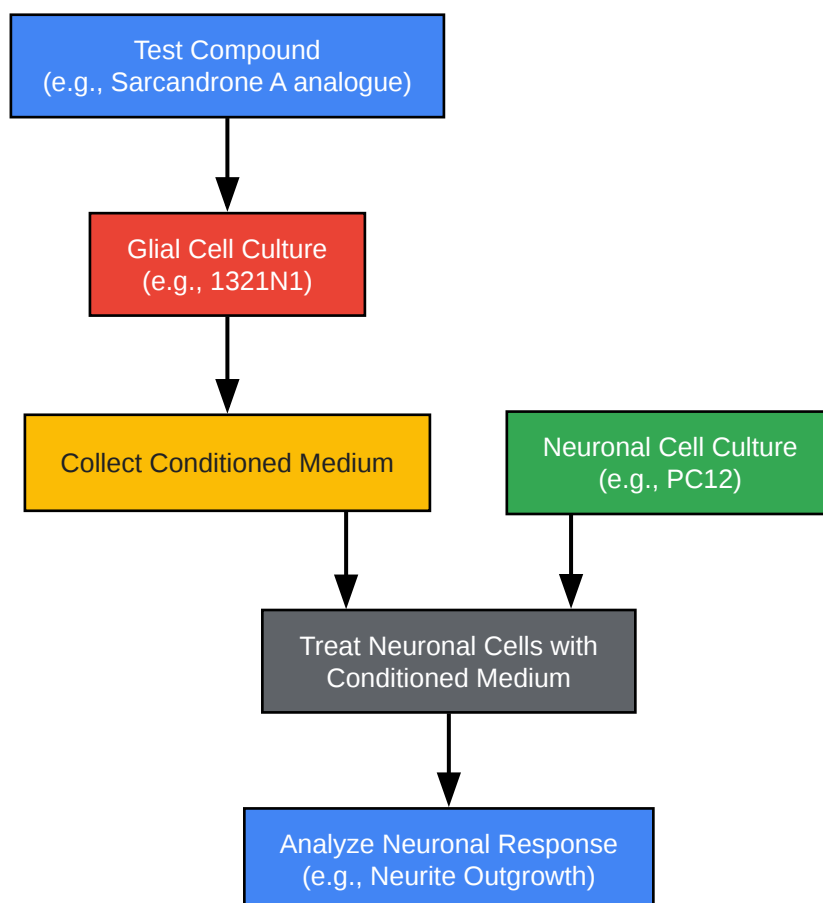 Test Compound
(e.g., Sarcandrone A analogue)
Glial Cell Culture
(e.g., 1321N1)
Collect Conditioned Medium
Neuronal Cell Culture
(e.g., PC12)
Treat Neuronal Cells with
Conditioned Medium
Analyze Neuronal Response
(e.g., Neurite Outgrowth)